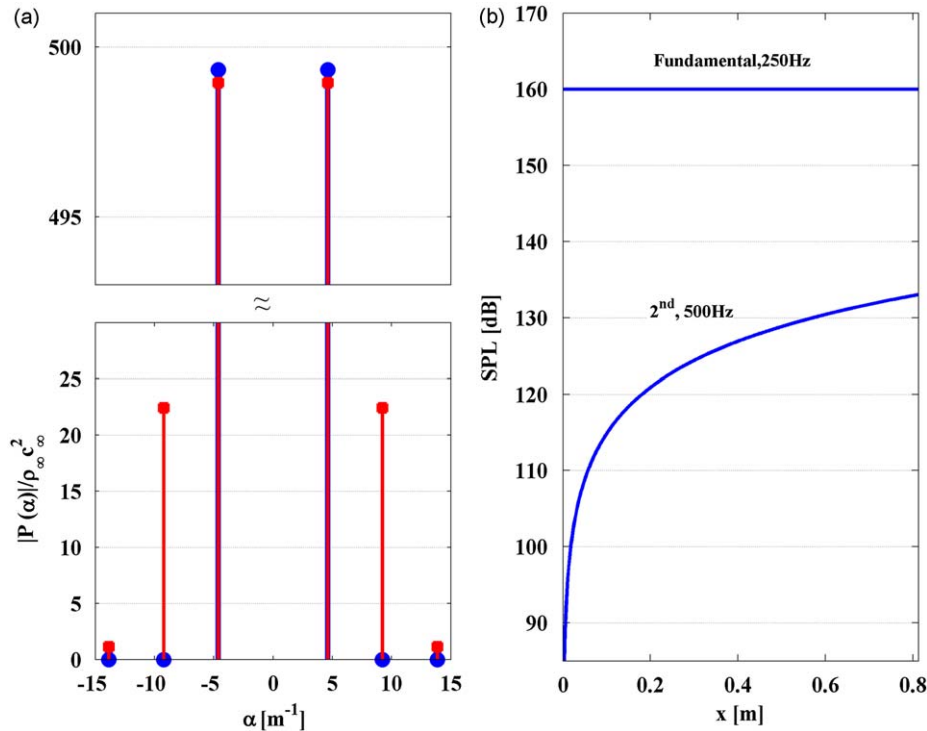 (a)
500
495
≈
25
20
15
10
5
0
|P (α)|/ρ∞c²∞
-15 -10 -5 0 5 10 15
α [m⁻¹]
(b)
170
160
150
140
130
120
110
100
90
SPL [dB]
Fundamental,250Hz
2ⁿᵈ, 500Hz
0 0.2 0.4 0.6 0.8
x [m]